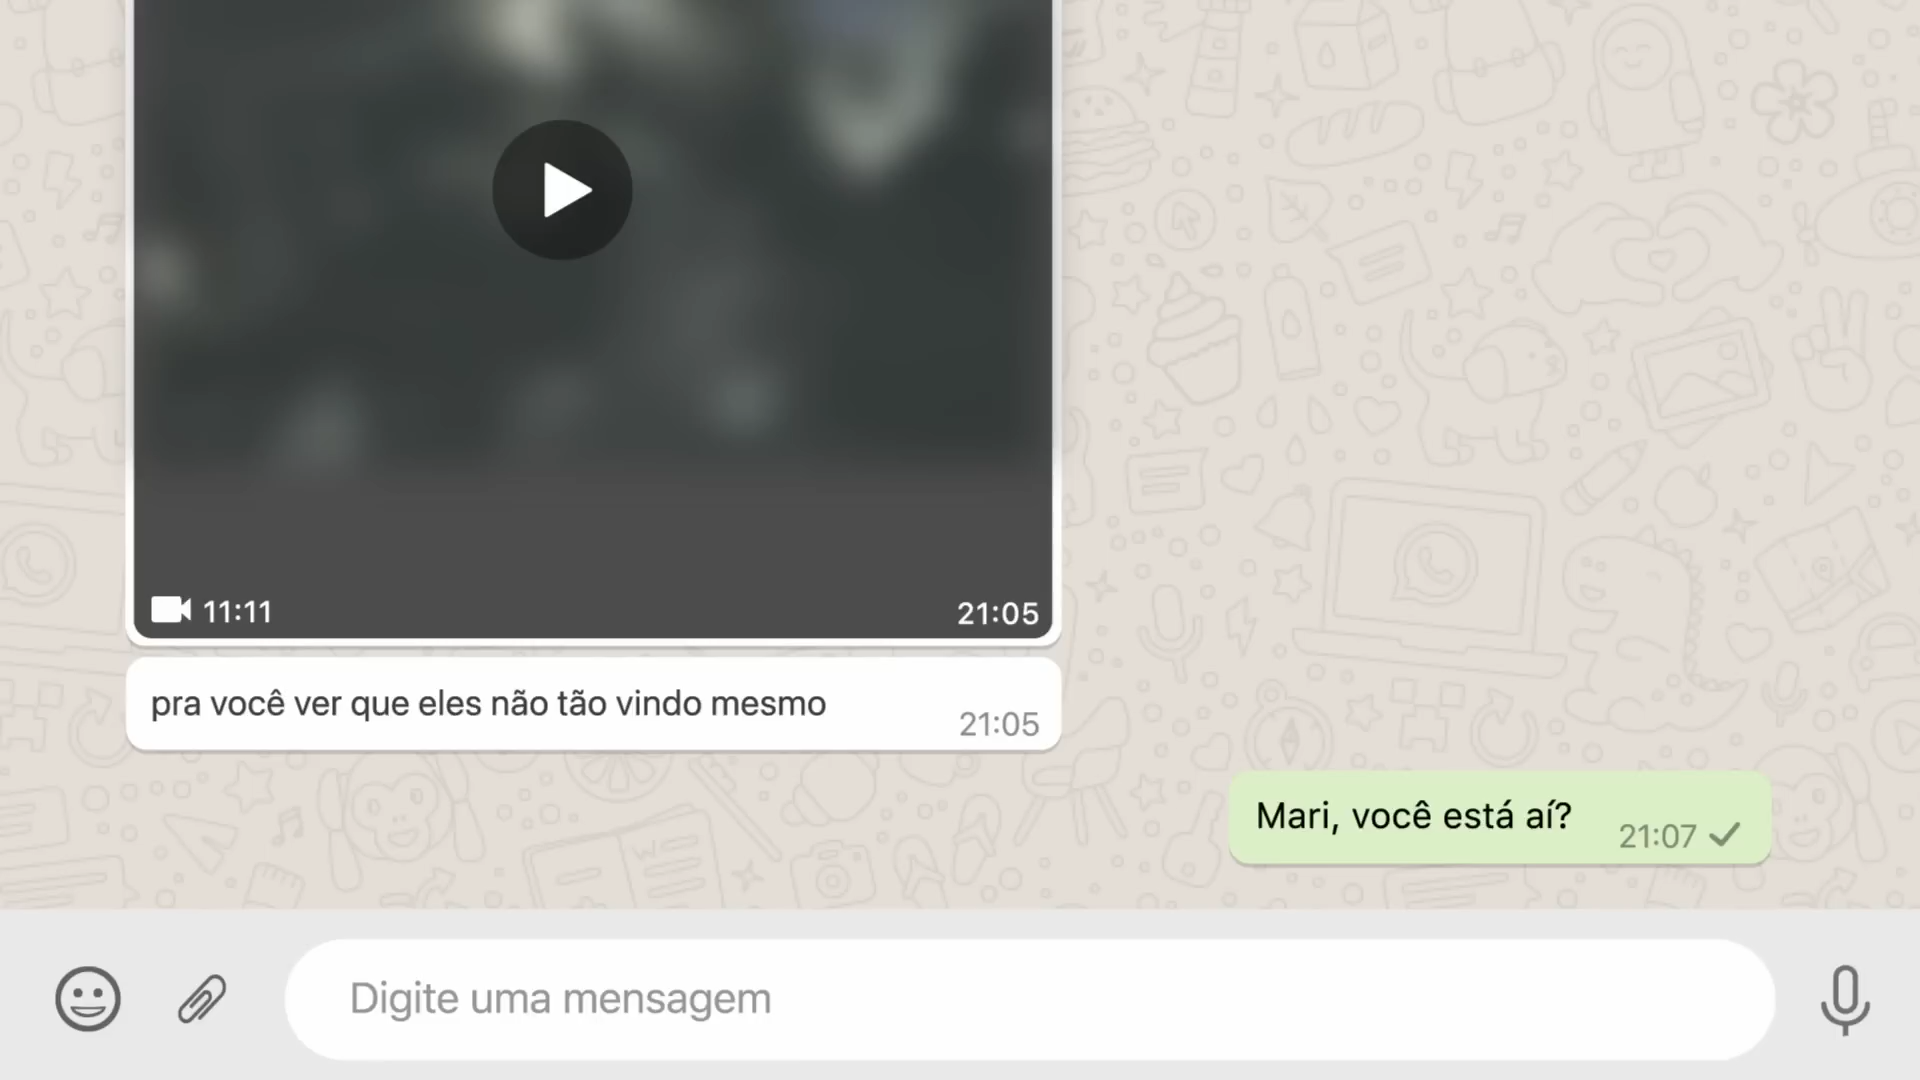 11:11
21:05
pra você ver que eles não tão vindo mesmo
21:05
Mari, você está aí?
21:07
Digite uma mensagem